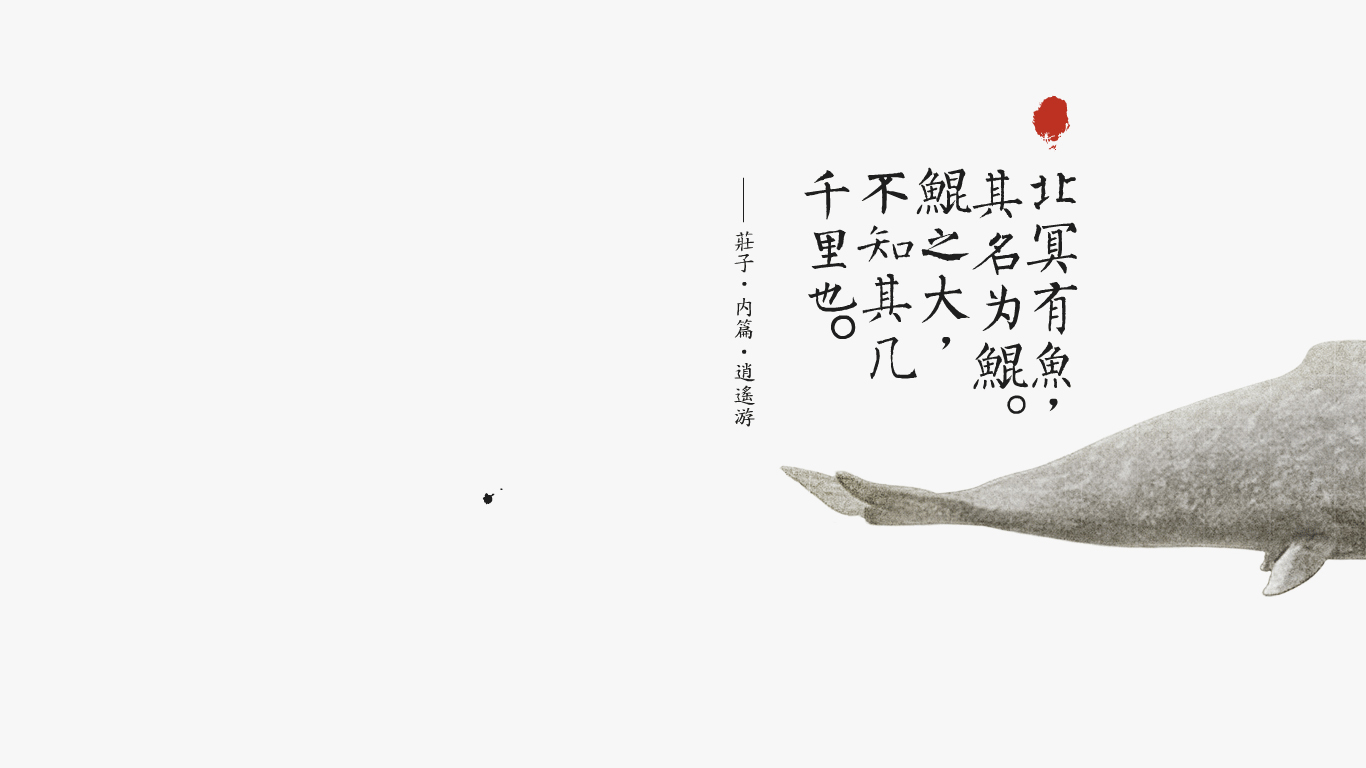 北冥有魚，
其名为鯤。
鯤之大，
不知其几
千里也。
——莊子·内篇·逍遙游